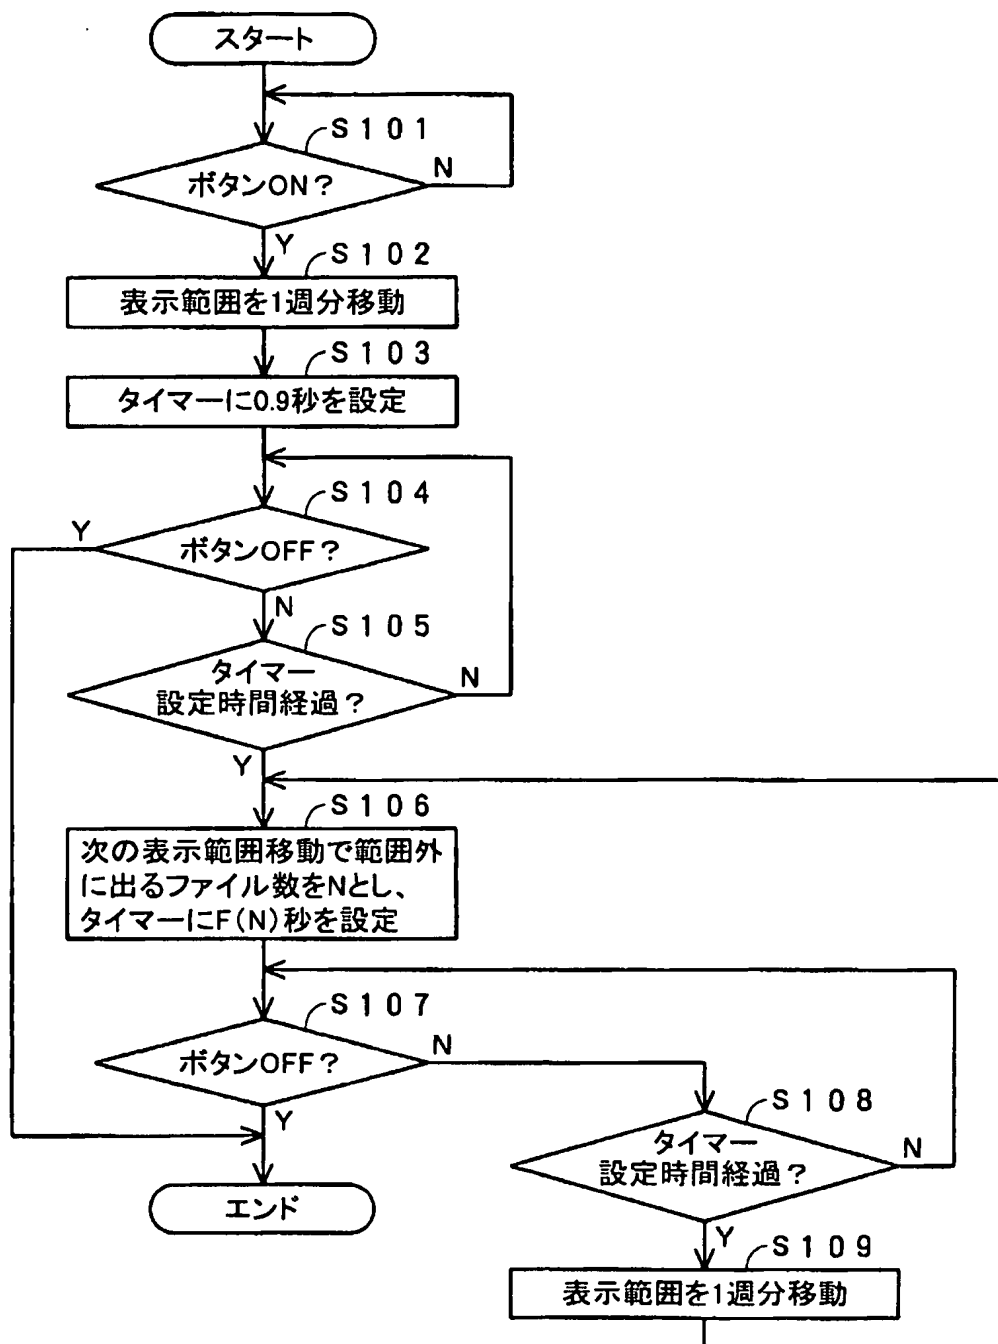 スタート
S101
ボタンON？
N
Y
S102
表示範囲を1週分移動
S103
タイマーに0.9秒を設定
S104
Y
ボタンOFF？
N
S105
タイマー
設定時間経過？
N
Y
S106
次の表示範囲移動で範囲外
に出るファイル数をNとし、
タイマーにF(N)秒を設定
S107
ボタンOFF？
N
Y
S108
タイマー
設定時間経過？
N
エンド
Y
S109
表示範囲を1週分移動